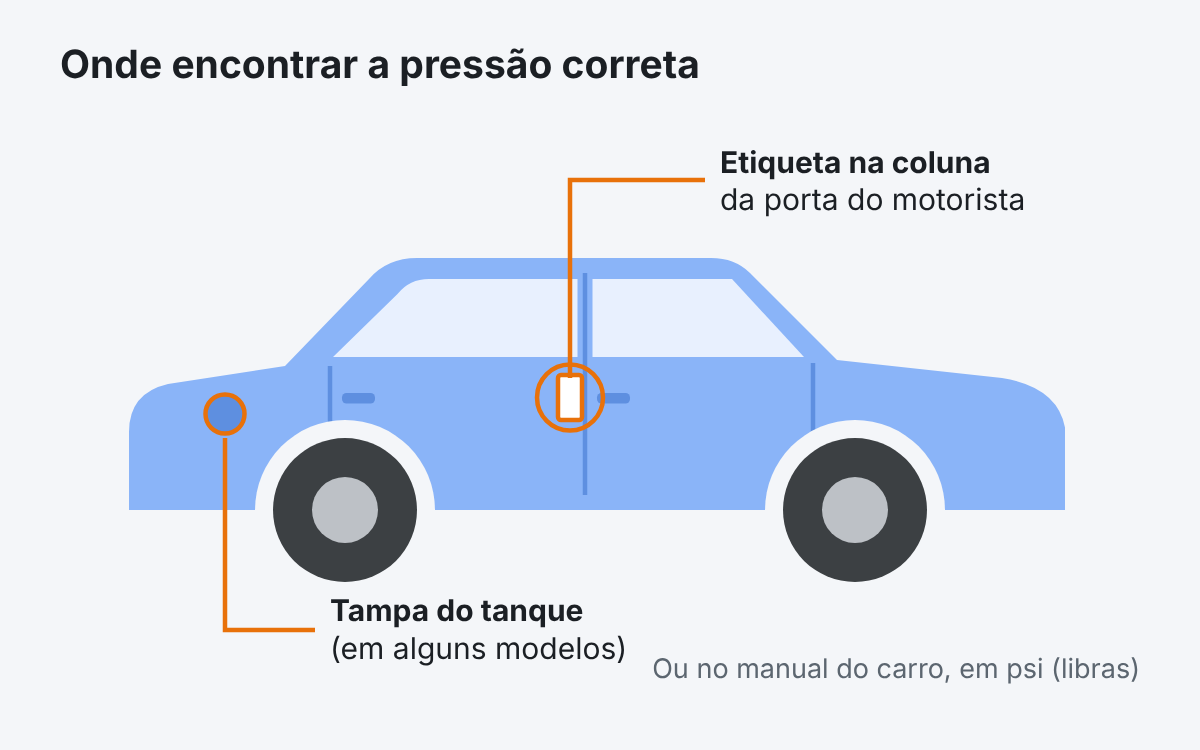 Onde encontrar a pressão correta
Etiqueta na coluna
da porta do motorista
Tampa do tanque
(em alguns modelos)
Ou no manual do carro, em psi (libras)